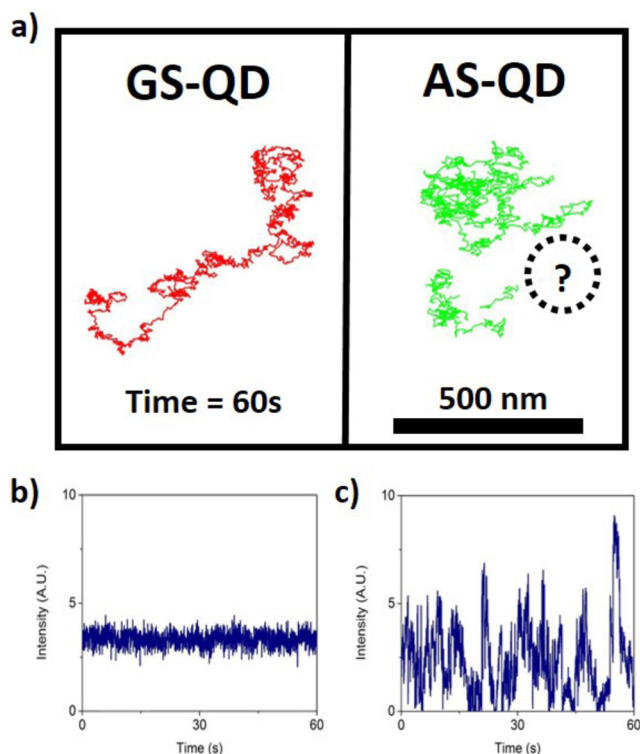 a)
GS-QD
AS-QD
?
Time = 60s
500 nm
b)
c)
10
5
0
Intensity (A.U.)
0
30
60
Time (s)
10
5
0
Intensity (A.U.)
0
30
60
Time (s)